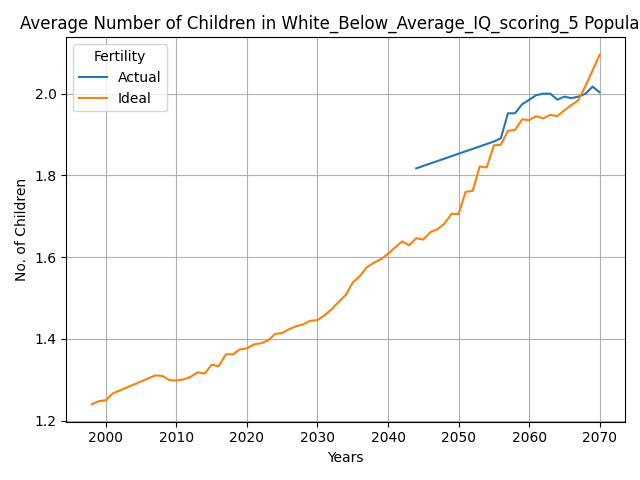 Average Number of Children in White_Below_Average_IQ_scoring_5 Popula
Fertility
Actual
Ideal
No. of Children
2.0
1.8
1.6
1.4
1.2
2000 2010 2020 2030 2040 2050 2060 2070
Years